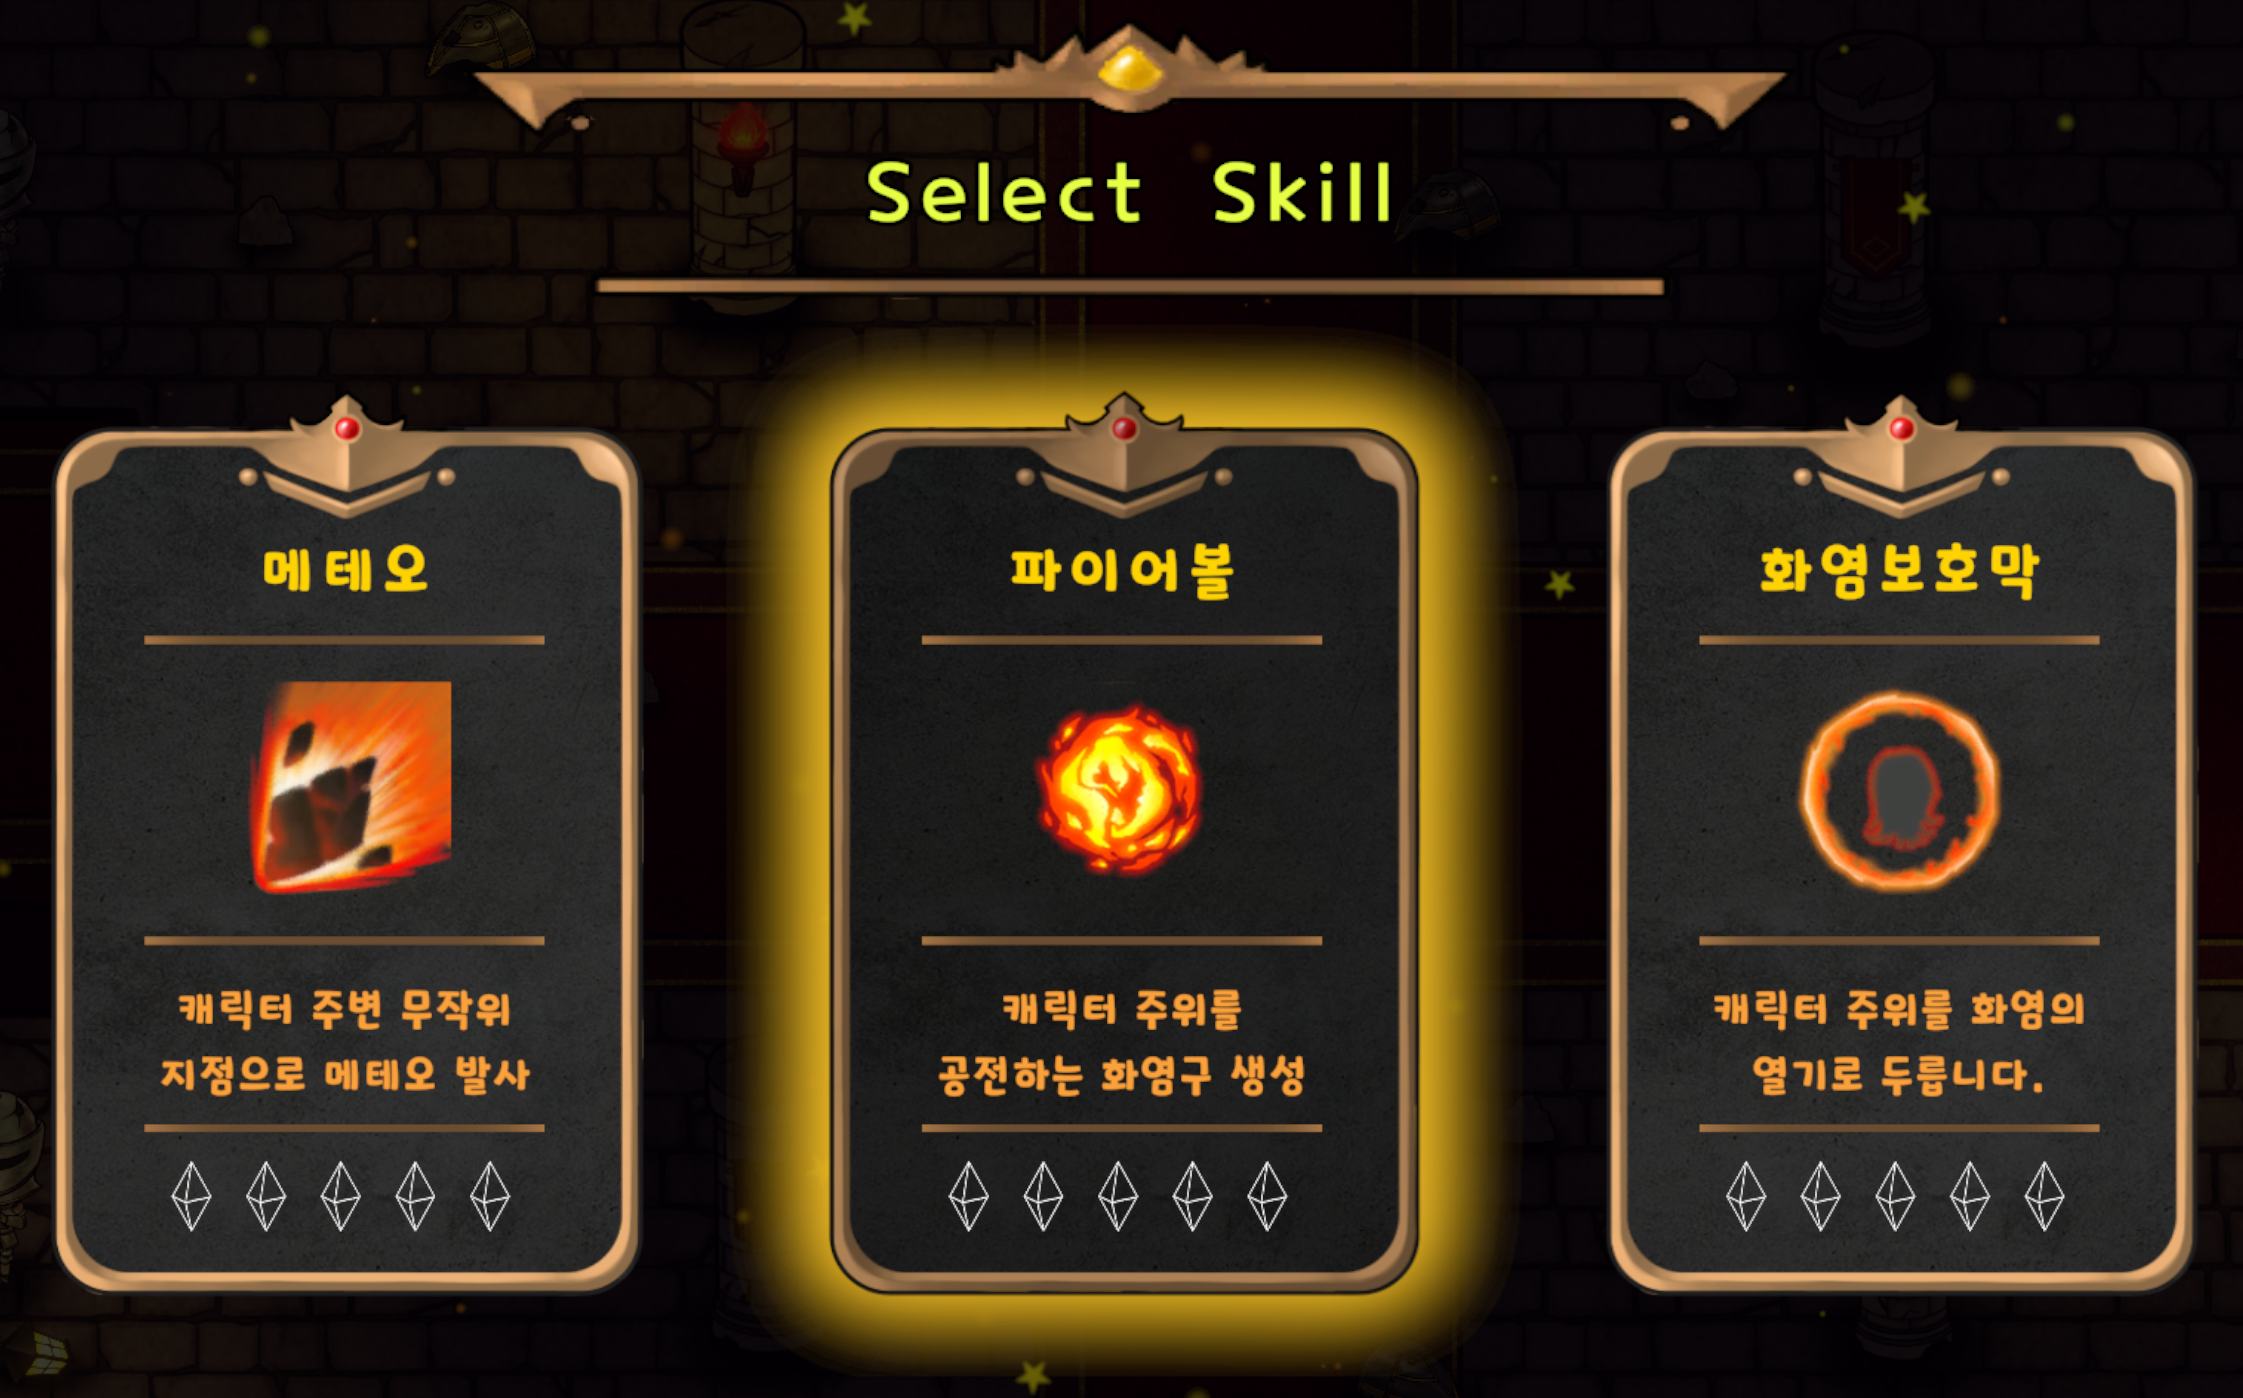 Select Skill
메테오
캐릭터 주변 무작위
지점으로 메테오 발사
파이어볼
캐릭터 주위를
공전하는 화염구 생성
화염보호막
캐릭터 주위를 화염의
열기로 두릅니다.